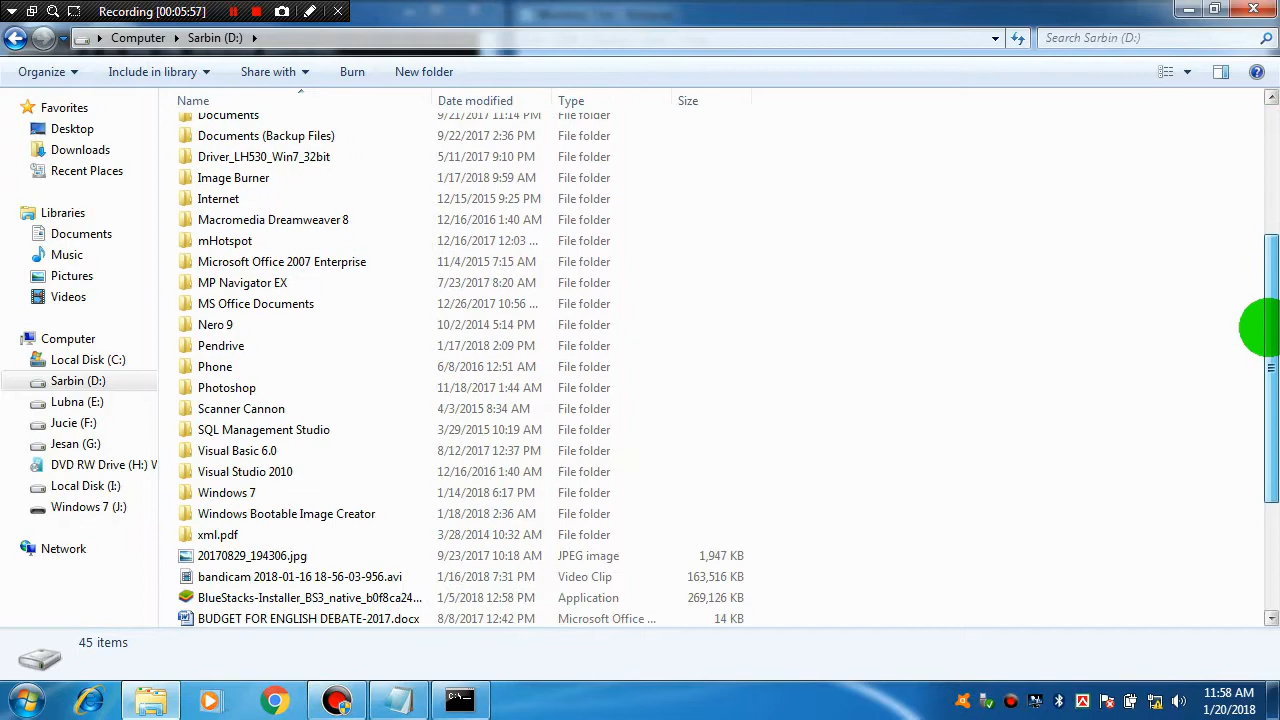 Recording [00:05:57]
Computer Sarbin (D:) Search Sarbin (D:)
Organize Include in library Share with Burn New folder
Name Date modified Type Size
Favorites
Desktop
Downloads
Recent Places
Libraries
Documents
Music
Pictures
Videos
Computer
Local Disk (C:)
Sarbin (D:)
Lubna (E:)
Jucie (F:)
Jesan (G:)
DVD RW Drive (H:) W
Local Disk (I:)
Windows 7 (J:)
Network
Documents 9/21/2017 11:14 PM File folder
Documents (Backup Files) 9/22/2017 2:36 PM File folder
Driver_LH530_Win7_32bit 5/11/2017 9:10 PM File folder
Image Burner 1/17/2018 9:59 AM File folder
Internet 12/15/2015 9:25 PM File folder
Macromedia Dreamweaver 8 12/16/2016 1:40 AM File folder
mHotspot 12/16/2017 12:03 ... File folder
Microsoft Office 2007 Enterprise 11/4/2015 7:15 AM File folder
MP Navigator EX 7/23/2017 8:20 AM File folder
MS Office Documents 12/26/2017 10:56 ... File folder
Nero 9 10/2/2014 5:14 PM File folder
Pendrive 1/17/2018 2:09 PM File folder
Phone 6/8/2016 12:51 AM File folder
Photoshop 11/18/2017 1:44 AM File folder
Scanner Cannon 4/3/2015 8:34 AM File folder
SQL Management Studio 3/29/2015 10:19 AM File folder
Visual Basic 6.0 8/12/2017 12:37 PM File folder
Visual Studio 2010 12/16/2016 1:40 AM File folder
Windows 7 1/14/2018 6:17 PM File folder
Windows Bootable Image Creator 1/18/2018 2:36 AM File folder
xml.pdf 3/28/2014 10:32 AM File folder
20170829_194306.jpg 9/23/2017 10:18 AM JPEG image 1,947 KB
bandicam 2018-01-16 18-56-03-956.avi 1/16/2018 7:31 PM Video Clip 163,516 KB
BlueStacks-Installer_BS3_native_b0f8ca24... 1/5/2018 12:58 PM Application 269,126 KB
BUDGET FOR ENGLISH DEBATE-2017.docx 8/8/2017 12:42 PM Microsoft Office ... 14 KB
45 items
11:58 AM
1/20/2018